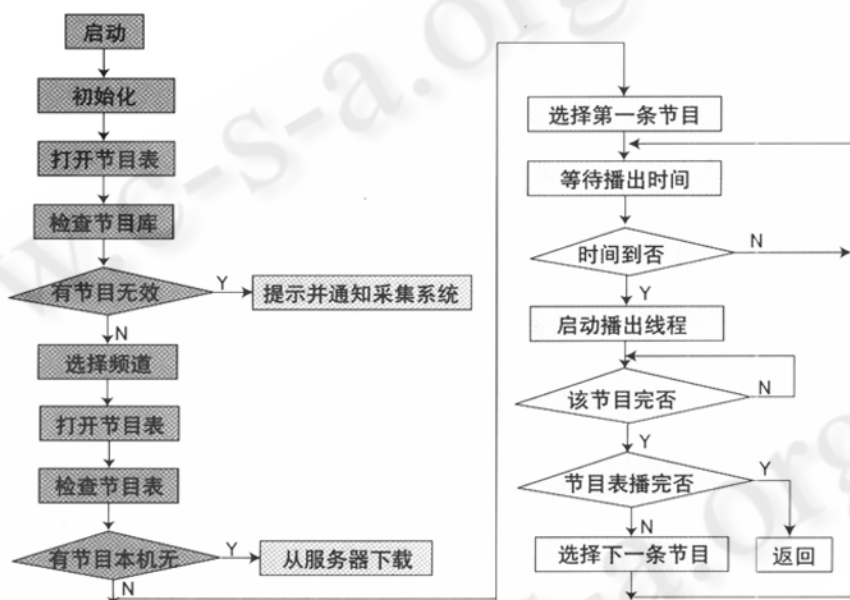 启动
初始化
打开节目表
检查节目库
有节目无效
Y
提示并通知采集系统
N
选择频道
打开节目表
检查节目表
有节目本机无
Y
从服务器下载
N
选择第一条节目
等待播出时间
时间到否
N
Y
启动播出线程
该节目完否
N
Y
节目表播完否
Y
N
选择下一条节目
返回
w.c-s-a.org
s-a.org